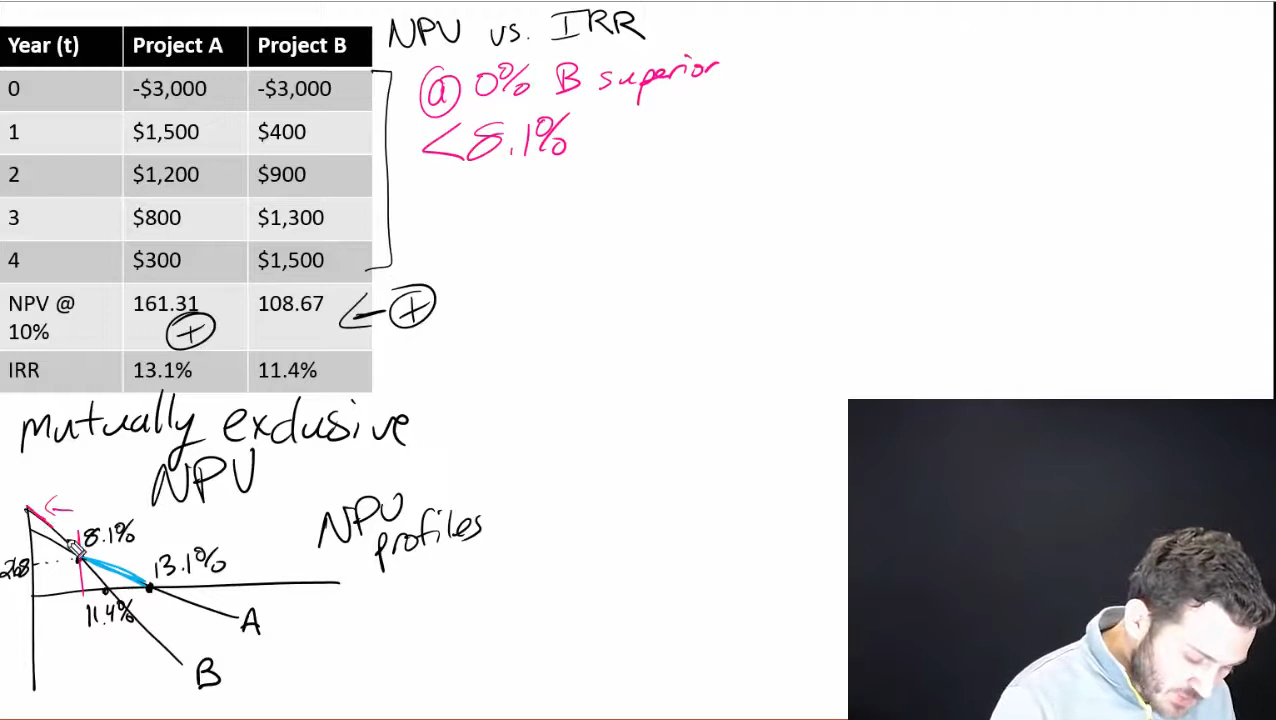 NPV vs. IRR
@ 0% B superior
< 8.1%
Year (t) Project A Project B
0 -$3,000 -$3,000
1 $1,500 $400
2 $1,200 $900
3 $800 $1,300
4 $300 $1,500
NPV @ 10% 161.31 108.67
+
+
IRR 13.1% 11.4%
mutually exclusive
NPV
NPV
profiles
8.1%
13.1%
268
11.4%
A
B